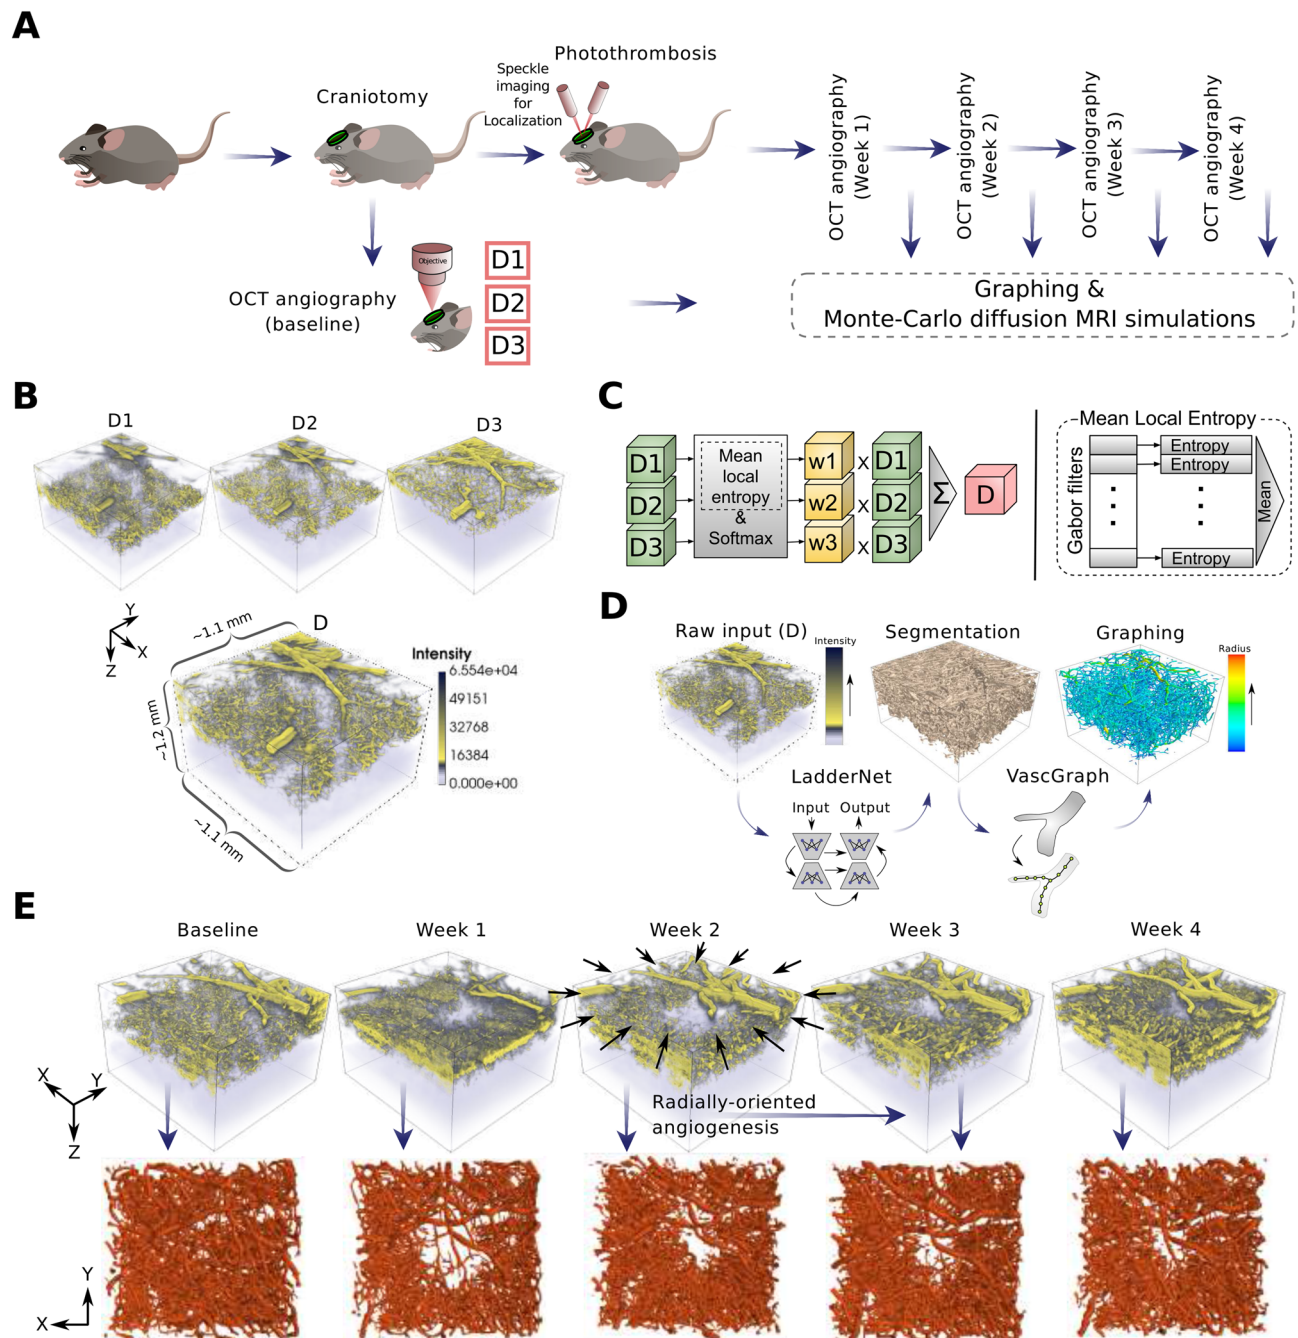 A
Craniotomy
Speckle
imaging
for
Localization
Photothrombosis
OCT angiography
(Week 1)
OCT angiography
(Week 2)
OCT angiography
(Week 3)
OCT angiography
(Week 4)
OCT angiography
(baseline)
Objective
D1
D2
D3
Graphing &
Monte-Carlo diffusion MRI simulations
B
D1
D2
D3
Y
X
Z
~1.1 mm
D
~1.2 mm
~1.1 mm
Intensity
6.554e+04
49151
32768
16384
0.000e+00
C
D1
D2
D3
Mean
local
entropy
&
Softmax
w1
w2
w3
X
X
X
D1
D2
D3
Σ
D
Mean Local Entropy
Gabor filters
Entropy
Entropy
Entropy
Mean
D
Raw input (D)
Intensity
Segmentation
Graphing
Radius
LadderNet
Input
Output
VascGraph
E
Baseline
Week 1
Week 2
Week 3
Week 4
X
Y
Z
Radially-oriented
angiogenesis
Y
X